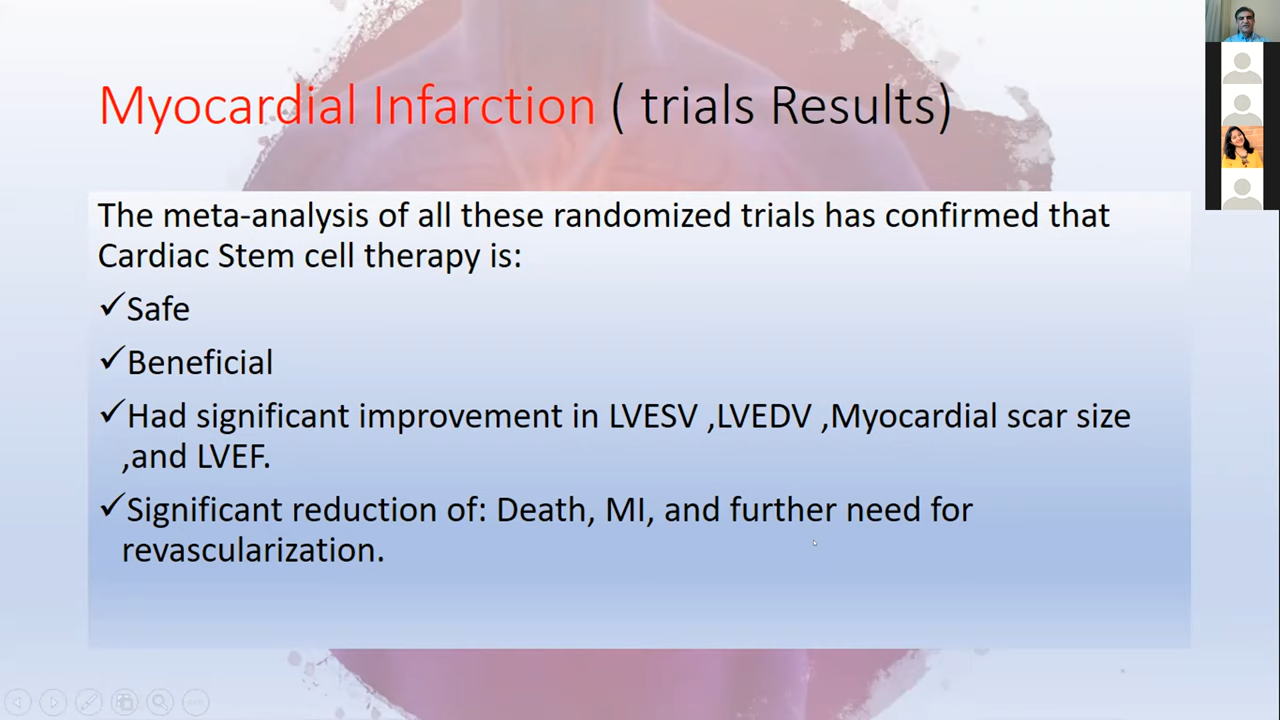 Myocardial Infarction ( trials Results)
The meta-analysis of all these randomized trials has confirmed that
Cardiac Stem cell therapy is:
✓Safe
✓Beneficial
✓Had significant improvement in LVESV ,LVEDV ,Myocardial scar size
,and LVEF.
✓Significant reduction of: Death, MI, and further need for
revascularization.